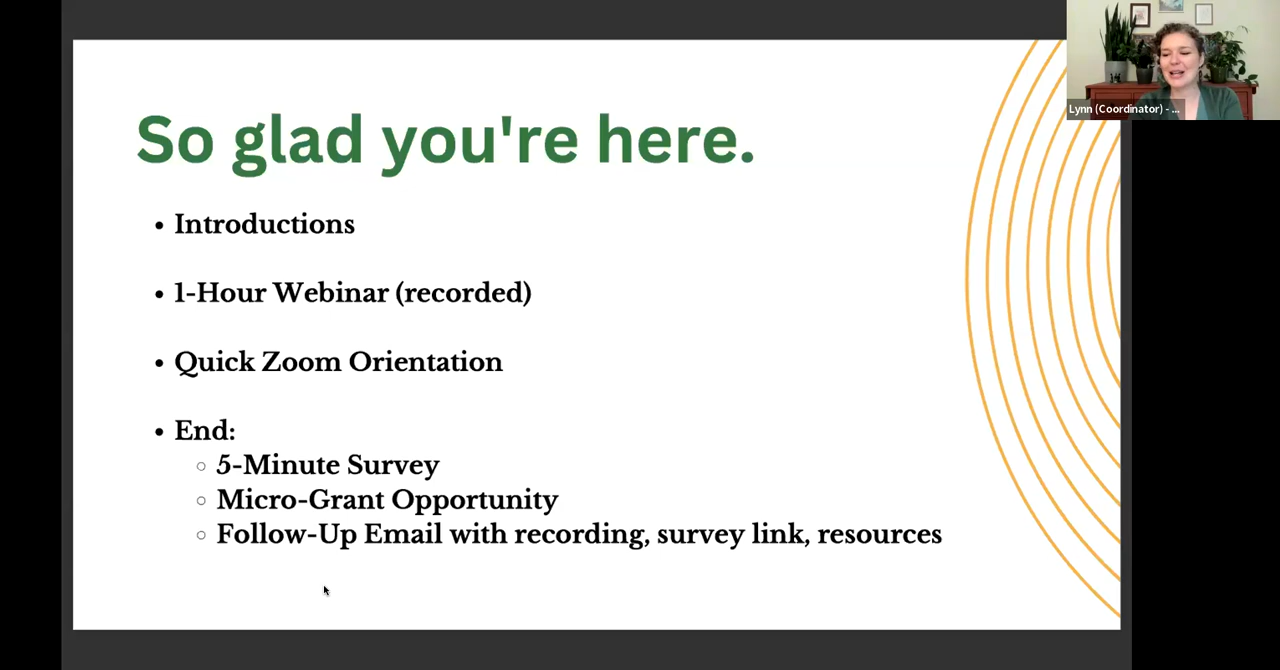 So glad you're here.
• Introductions
• 1-Hour Webinar (recorded)
• Quick Zoom Orientation
• End:
○ 5-Minute Survey
○ Micro-Grant Opportunity
○ Follow-Up Email with recording, survey link, resources
Lynn (Coordinator) - ...